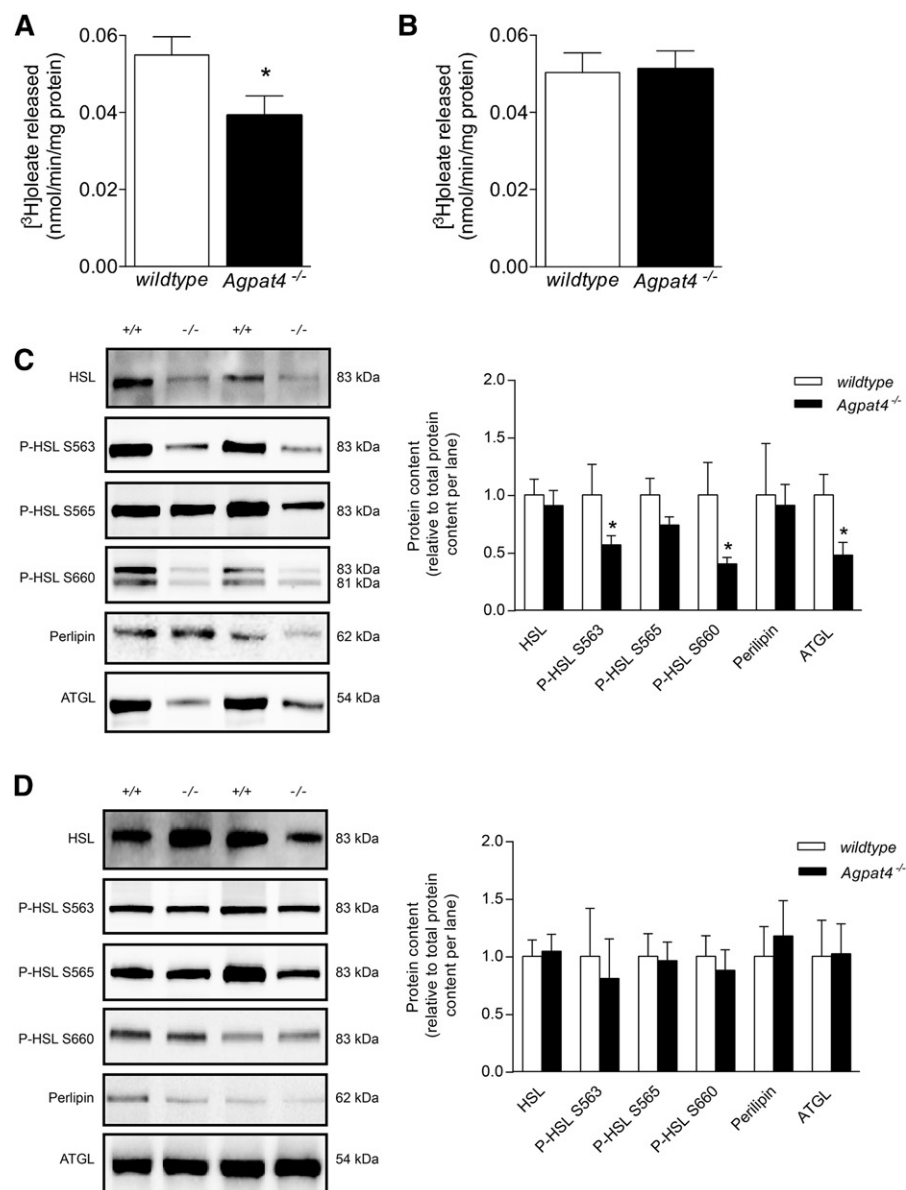 A
[³H]oleate released
(nmol/min/mg protein)
0.06
0.04
0.02
0.00
*
wildtype
Agpat4 -/-
B
[³H]oleate released
(nmol/min/mg protein)
0.06
0.04
0.02
0.00
wildtype
Agpat4 -/-
C
+/+ -/- +/+ -/-
HSL 83 kDa
P-HSL S563 83 kDa
P-HSL S565 83 kDa
P-HSL S660 83 kDa
81 kDa
Perlipin 62 kDa
ATGL 54 kDa
Protein content
(relative to total protein
content per lane)
2.0
1.5
1.0
0.5
0.0
wildtype
Agpat4 -/-
* * *
HSL
P-HSL S563
P-HSL S565
P-HSL S660
Perilipin
ATGL
D
+/+ -/- +/+ -/-
HSL 83 kDa
P-HSL S563 83 kDa
P-HSL S565 83 kDa
P-HSL S660 83 kDa
Perlipin 62 kDa
ATGL 54 kDa
Protein content
(relative to total protein
content per lane)
2.0
1.5
1.0
0.5
0.0
wildtype
Agpat4 -/-
HSL
P-HSL S563
P-HSL S565
P-HSL S660
Perilipin
ATGL